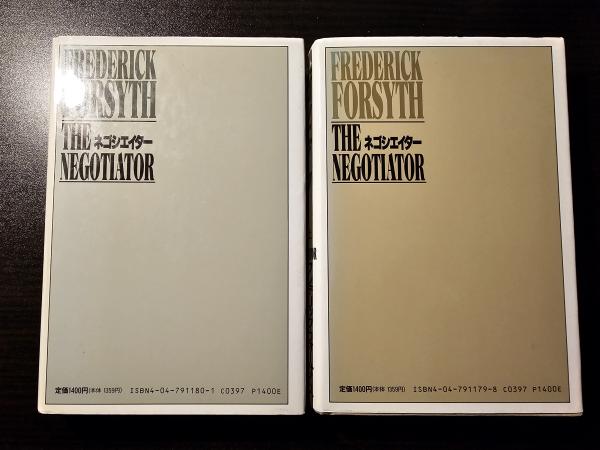 FREDERICK
FORSYTH
THE ネゴシエイター
NEGOTIATOR
定価1400円(本体 1359円) ISBN4-04-791180-1 C0397 P1400E
FREDERICK
FORSYTH
THE ネゴシエイター
NEGOTIATOR
定価1400円(本体 1359円) ISBN4-04-791179-8 C0397 P1400E